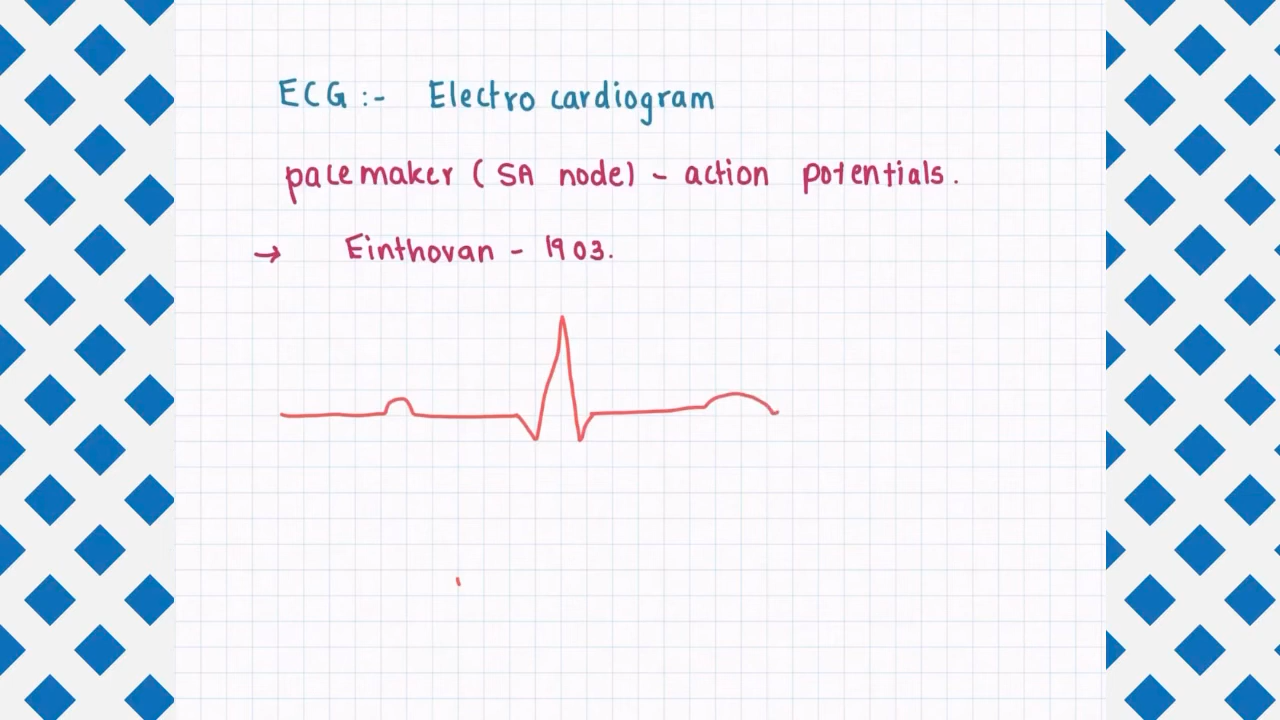 ECG :- Electro cardiogram
pacemaker ( SA node) - action potentials.
→ Einthovan - 1903.